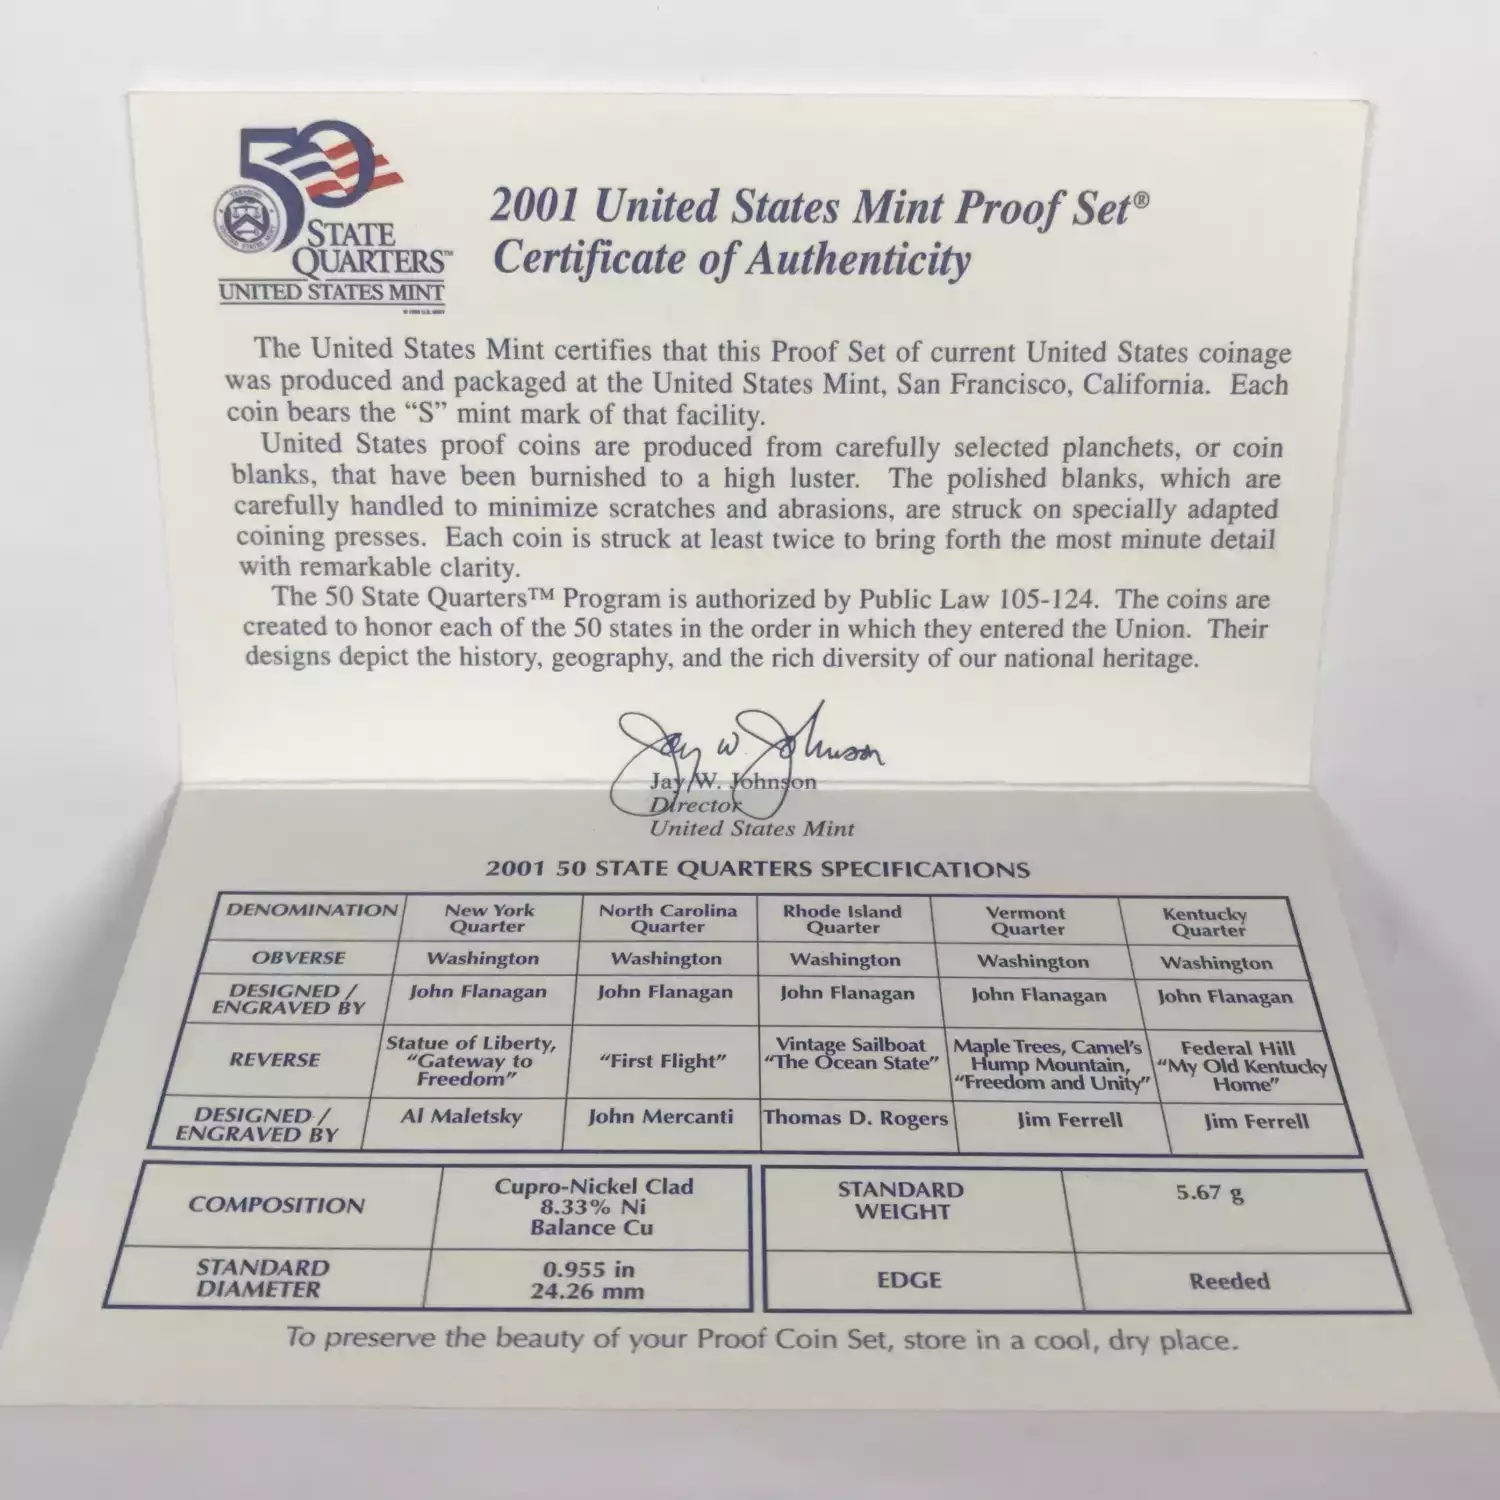 50
STATE
QUARTERS™
UNITED STATES MINT
2001 United States Mint Proof Set®
Certificate of Authenticity
The United States Mint certifies that this Proof Set of current United States coinage
was produced and packaged at the United States Mint, San Francisco, California. Each
coin bears the “S” mint mark of that facility.
United States proof coins are produced from carefully selected planchets, or coin
blanks, that have been burnished to a high luster. The polished blanks, which are
carefully handled to minimize scratches and abrasions, are struck on specially adapted
coining presses. Each coin is struck at least twice to bring forth the most minute detail
with remarkable clarity.
The 50 State Quarters™ Program is authorized by Public Law 105-124. The coins are
created to honor each of the 50 states in the order in which they entered the Union. Their
designs depict the history, geography, and the rich diversity of our national heritage.
Jay W. Johnson
Jay W. Johnson
Director
United States Mint
2001 50 STATE QUARTERS SPECIFICATIONS
DENOMINATION New York Quarter North Carolina Quarter Rhode Island Quarter Vermont Quarter Kentucky Quarter
OBVERSE Washington Washington Washington Washington Washington
DESIGNED / ENGRAVED BY John Flanagan John Flanagan John Flanagan John Flanagan John Flanagan
REVERSE Statue of Liberty, “Gateway to Freedom” “First Flight” Vintage Sailboat “The Ocean State” Maple Trees, Camel’s Hump Mountain, “Freedom and Unity” Federal Hill “My Old Kentucky Home”
DESIGNED / ENGRAVED BY Al Maletsky John Mercanti Thomas D. Rogers Jim Ferrell Jim Ferrell
COMPOSITION Cupro-Nickel Clad 8.33% Ni Balance Cu STANDARD WEIGHT 5.67 g
STANDARD DIAMETER 0.955 in 24.26 mm EDGE Reeded
To preserve the beauty of your Proof Coin Set, store in a cool, dry place.